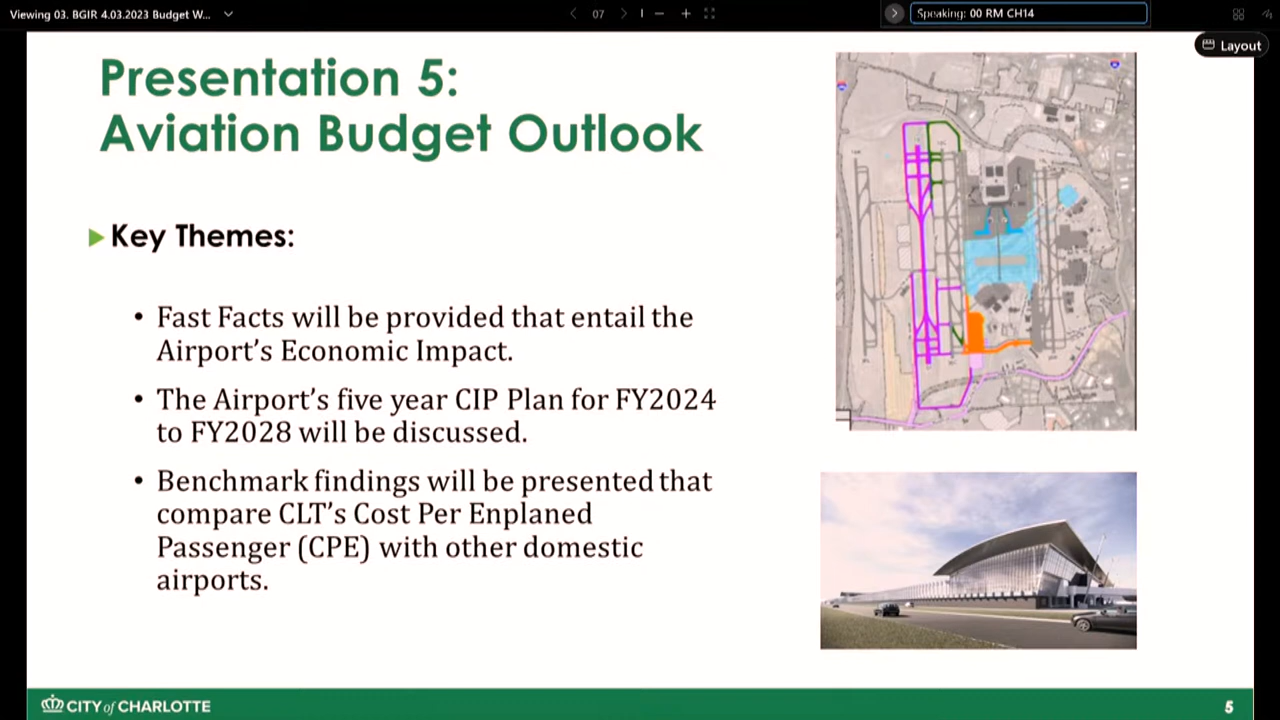 Viewing 03. BGIR 4.03.2023 Budget W...
07
Speaking: 00 RM CH14
Layout
Presentation 5:
Aviation Budget Outlook
Key Themes:
• Fast Facts will be provided that entail the
Airport's Economic Impact.
• The Airport's five year CIP Plan for FY2024
to FY2028 will be discussed.
• Benchmark findings will be presented that
compare CLT's Cost Per Enplaned
Passenger (CPE) with other domestic
airports.
CITY of CHARLOTTE
5